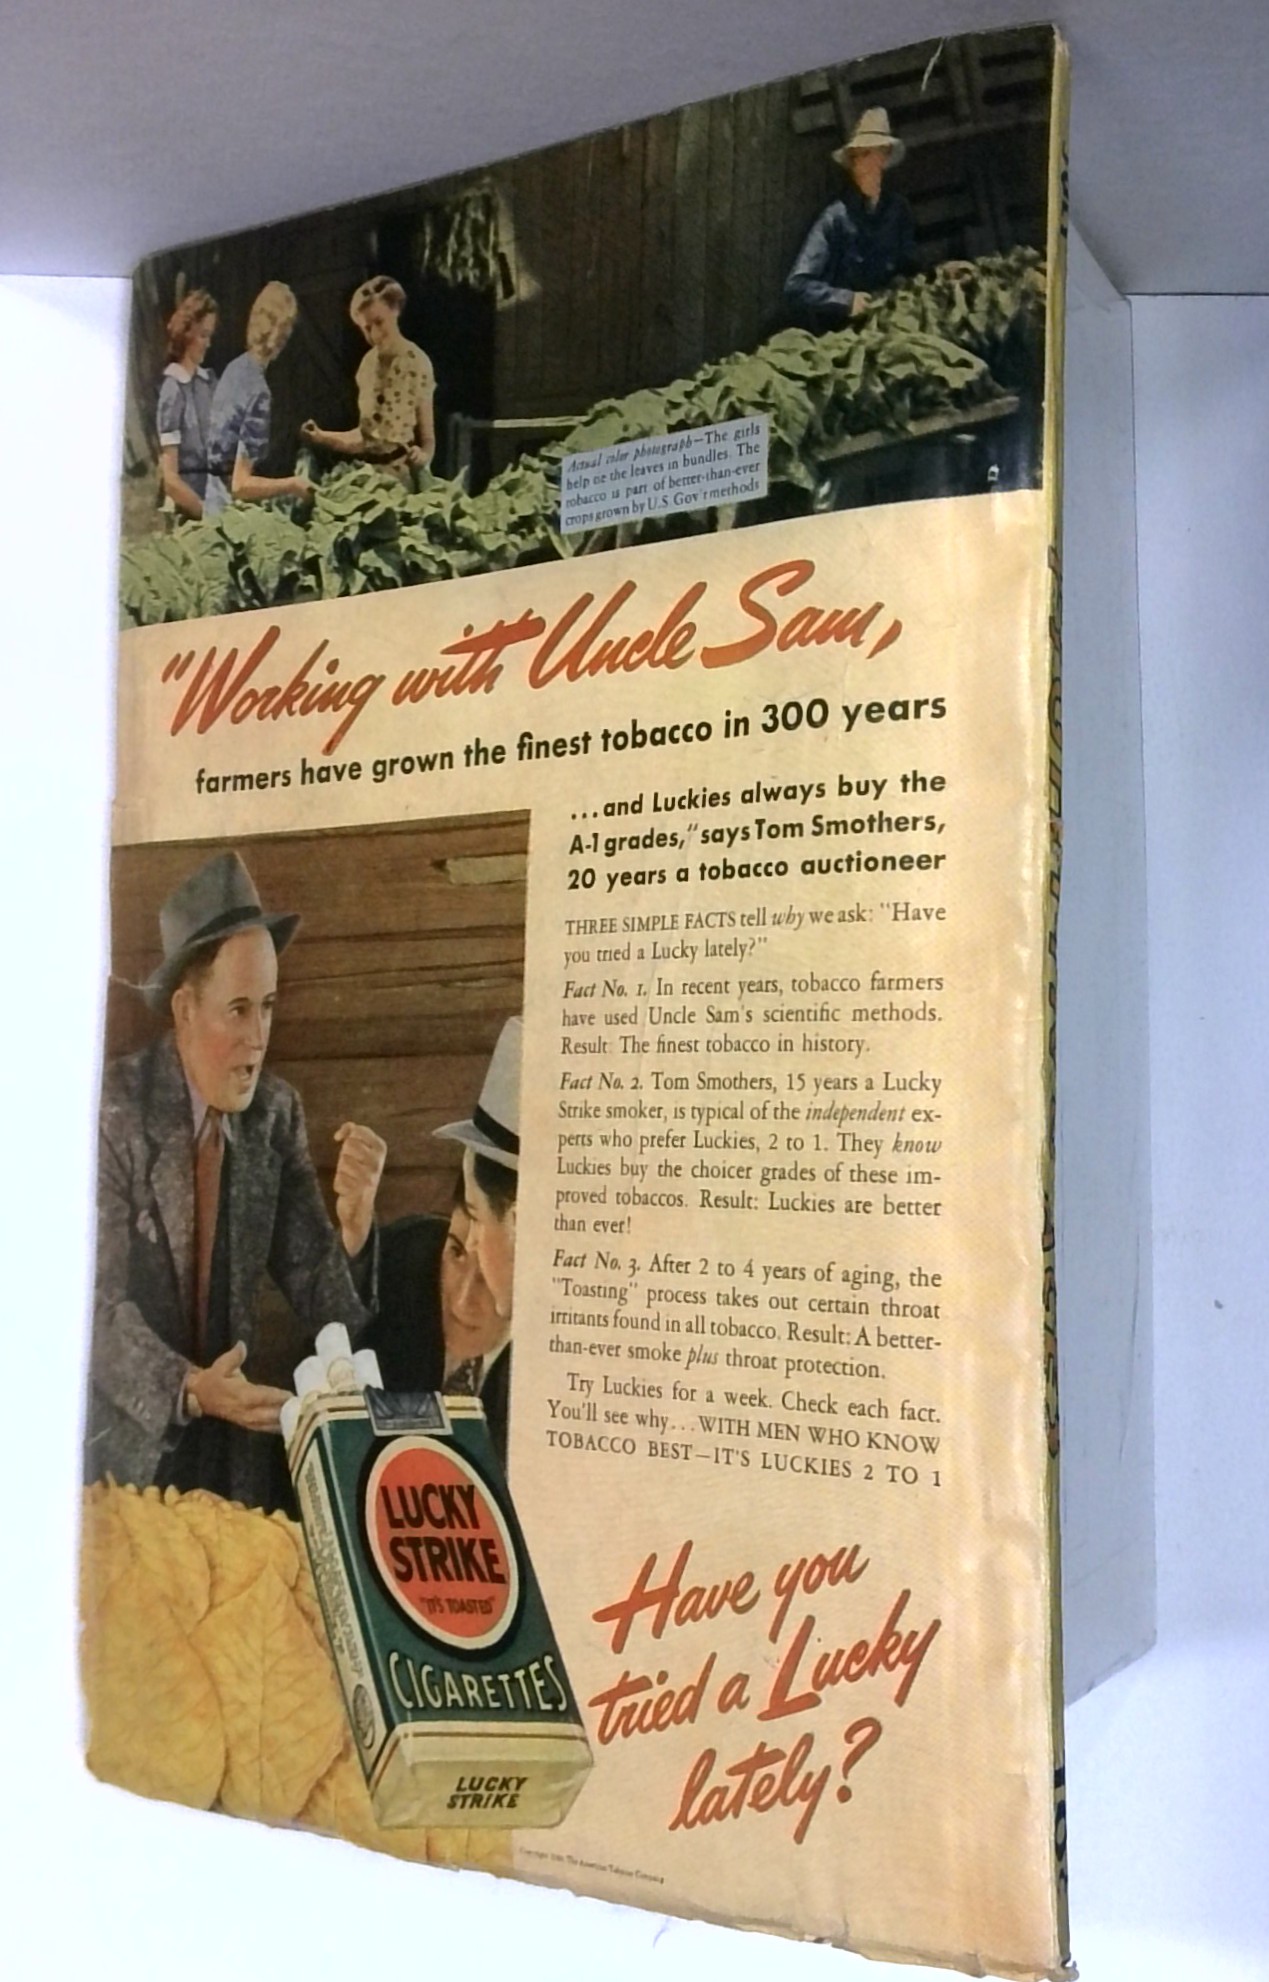 Actual color photograph—The girls
help tie the leaves in bundles. The
tobacco is part of better-than-ever
crops grown by U.S. Gov't methods
"Working with Uncle Sam,
farmers have grown the finest tobacco in 300 years
...and Luckies always buy the
A-1 grades," says Tom Smothers,
20 years a tobacco auctioneer
THREE SIMPLE FACTS tell why we ask: "Have
you tried a Lucky lately?"
Fact No. 1. In recent years, tobacco farmers
have used Uncle Sam's scientific methods.
Result: The finest tobacco in history.
Fact No. 2. Tom Smothers, 15 years a Lucky
Strike smoker, is typical of the independent ex-
perts who prefer Luckies, 2 to 1. They know
Luckies buy the choicer grades of these im-
proved tobaccos. Result: Luckies are better
than ever!
Fact No. 3. After 2 to 4 years of aging, the
"Toasting" process takes out certain throat
irritants found in all tobacco. Result: A better-
than-ever smoke plus throat protection.
Try Luckies for a week. Check each fact.
You'll see why...WITH MEN WHO KNOW
TOBACCO BEST—IT'S LUCKIES 2 TO 1
LUCKY
STRIKE
"IT'S TOASTED"
CIGARETTES
LUCKY
STRIKE
Have you
tried a Lucky
lately?
The American Tobacco Company